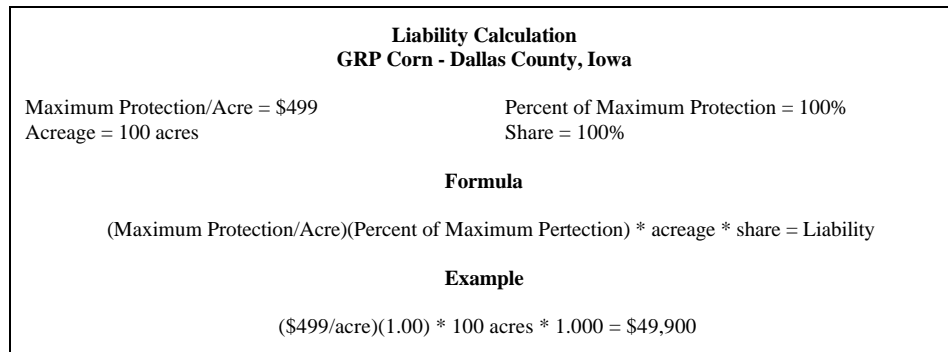 Liability Calculation
GRP Corn - Dallas County, Iowa
Maximum Protection/Acre = $499 Percent of Maximum Protection = 100%
Acreage = 100 acres Share = 100%
Formula
(Maximum Protection/Acre)(Percent of Maximum Pertection) * acreage * share = Liability
Example
($499/acre)(1.00) * 100 acres * 1.000 = $49,900